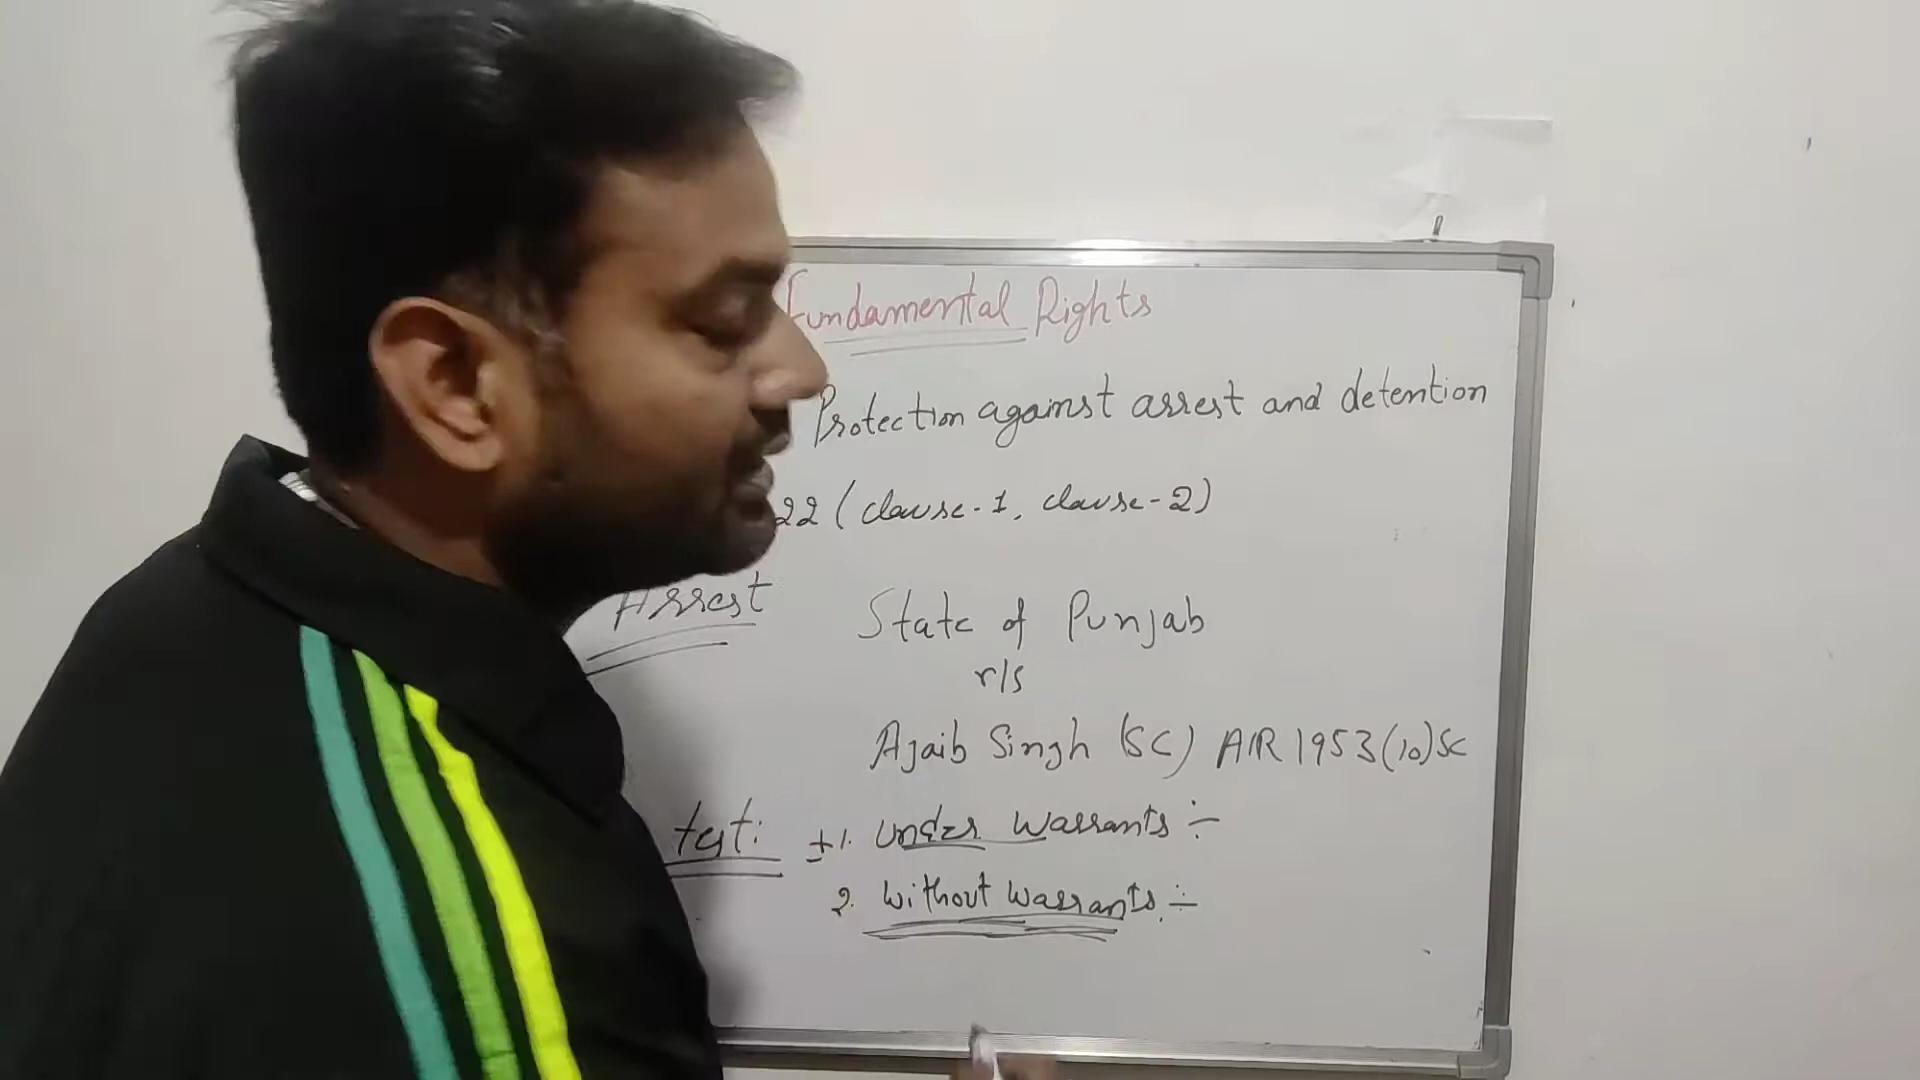 Fundamental Rights
Protection against arrest and detention
22 (clause-1, clause-2)
Arrest
State of Punjab
v/s
Ajaib Singh (SC) AIR 1953 (10) SC
test:
1. Under Warrants ÷
2. Without Warrants ÷